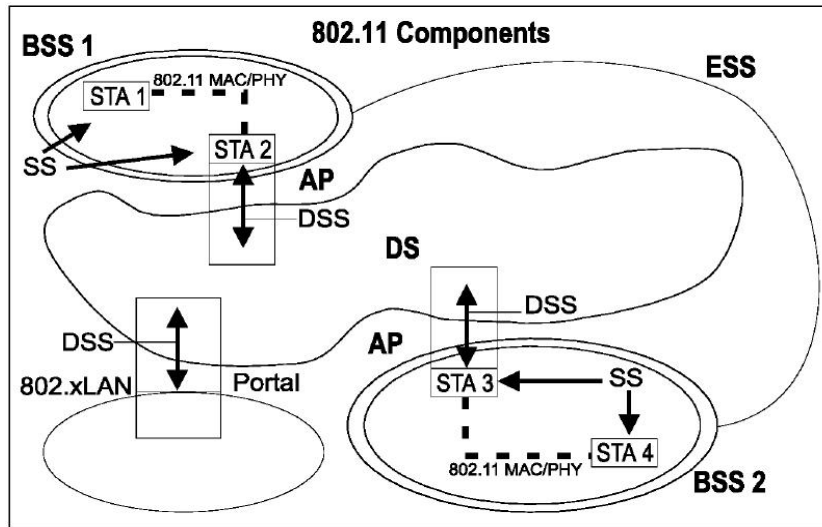 802.11 Components
BSS 1
ESS
802.11 MAC/PHY
STA 1
STA 2
SS
AP
DSS
DS
DSS
DSS
AP
802.xLAN
Portal
STA 3
SS
STA 4
802.11 MAC/PHY
BSS 2